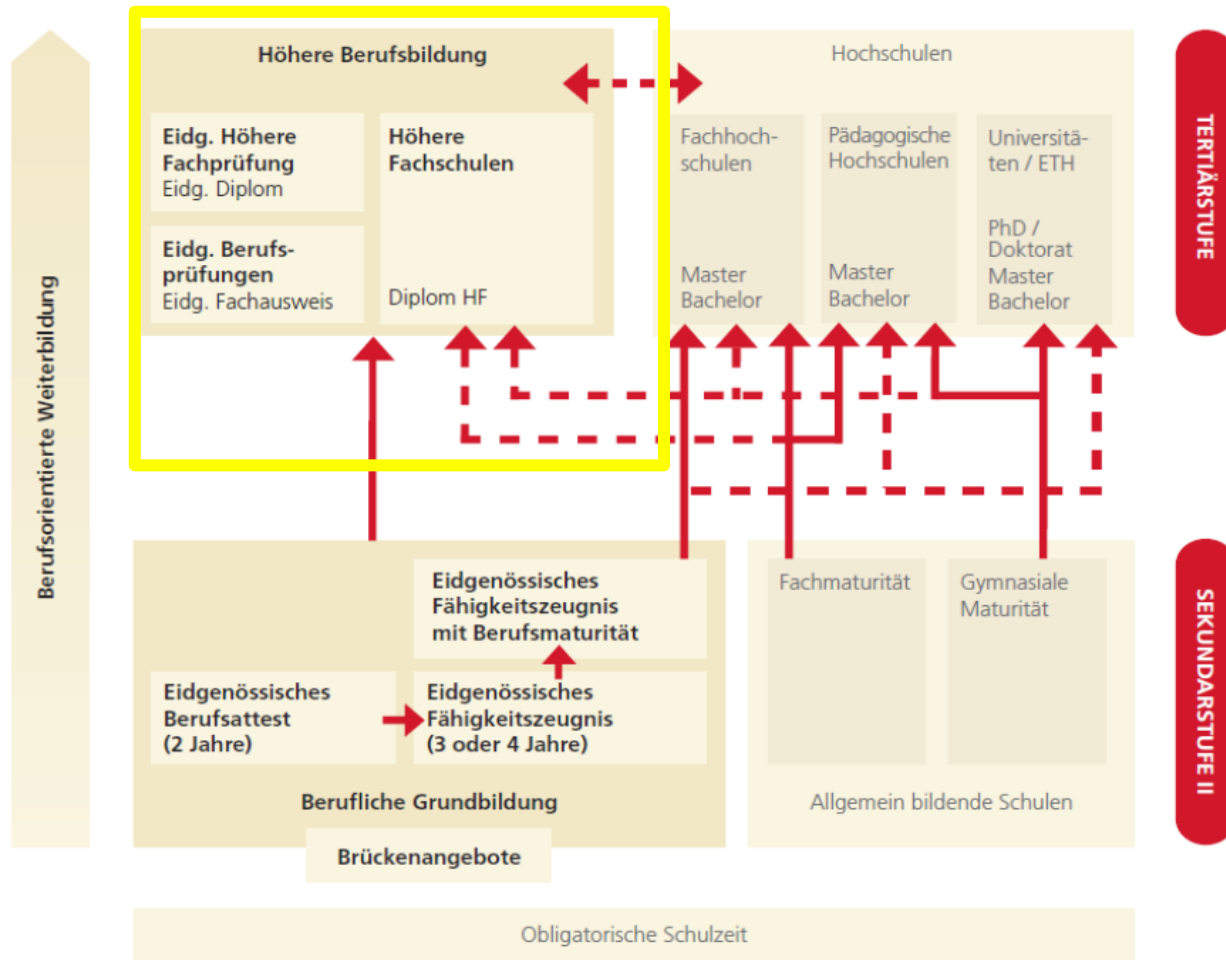 Berufsorientierte Weiterbildung
Höhere Berufsbildung
Eidg. Höhere
Fachprüfung
Eidg. Diplom
Eidg. Berufs-
prüfungen
Eidg. Fachausweis
Höhere
Fachschulen
Diplom HF
Hochschulen
Fachhoch-
schulen
Master
Bachelor
Pädagogische
Hochschulen
Master
Bachelor
Universitä-
ten / ETH
PhD /
Doktorat
Master
Bachelor
TERTIÄRSTUFE
Eidgenössisches
Fähigkeitszeugnis
mit Berufsmaturität
Eidgenössisches
Berufsattest
(2 Jahre)
Eidgenössisches
Fähigkeitszeugnis
(3 oder 4 Jahre)
Berufliche Grundbildung
Brückenangebote
Fachmaturität
Gymnasiale
Maturität
Allgemein bildende Schulen
SEKUNDARSTUFE II
Obligatorische Schulzeit